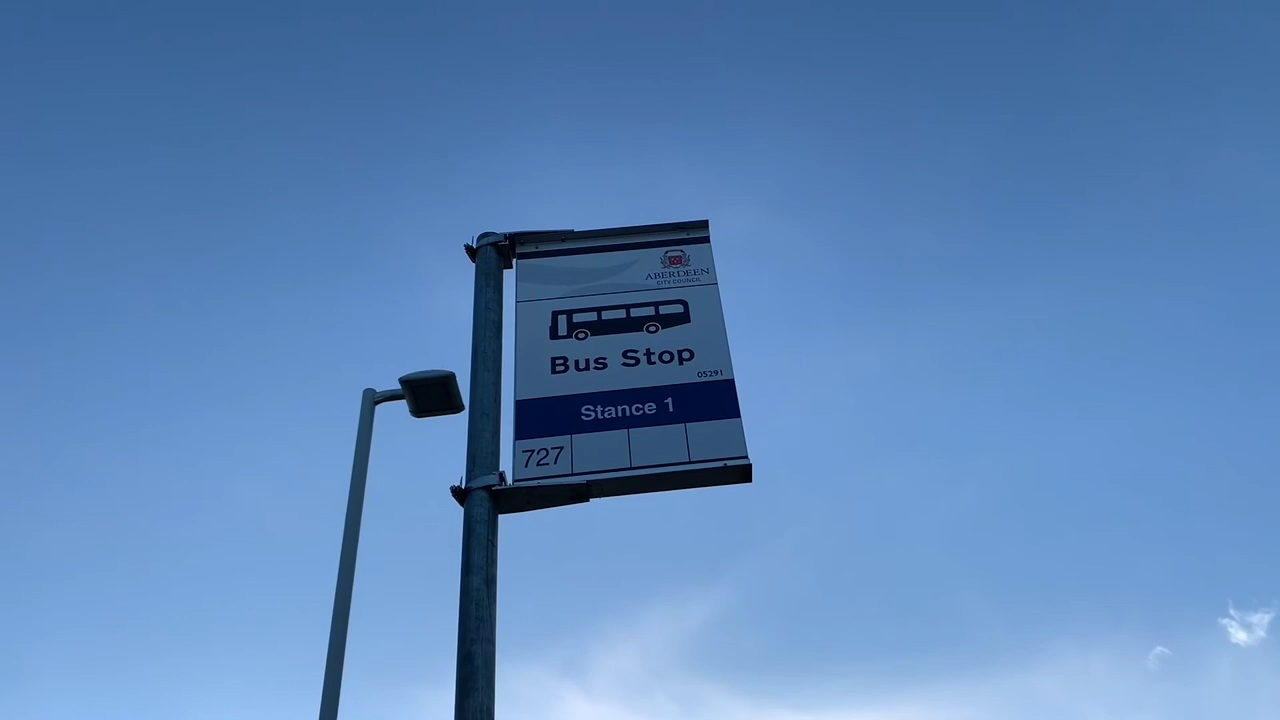 ABERDEEN
CITY COUNCIL
Bus Stop
05291
Stance 1
727